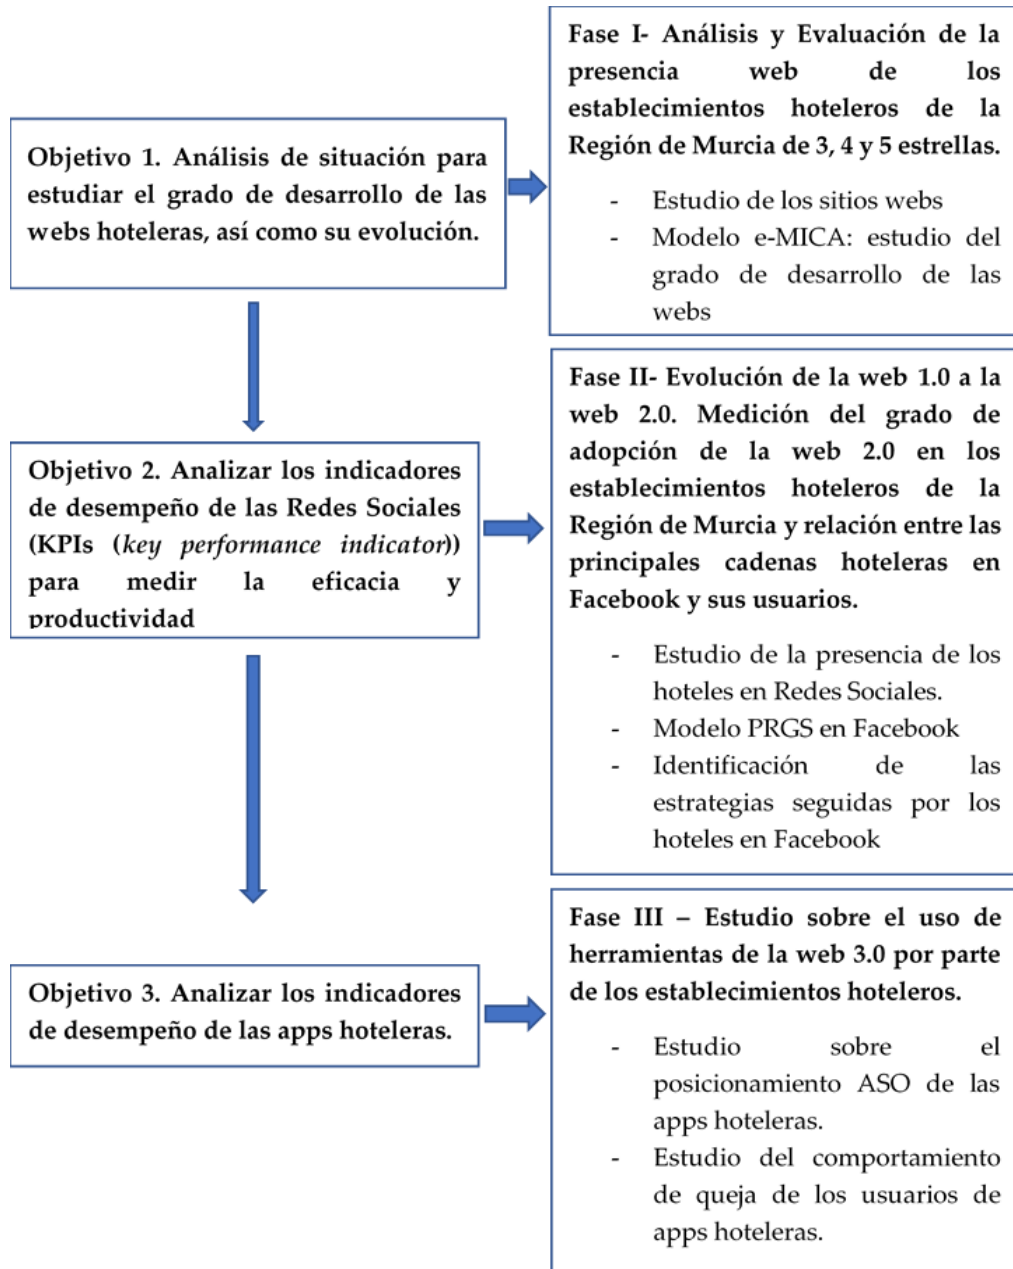 Objetivo 1. Análisis de situación para
estudiar el grado de desarrollo de las
webs hoteleras, así como su evolución.
Fase I- Análisis y Evaluación de la
presencia web de los
establecimientos hoteleros de la
Región de Murcia de 3, 4 y 5 estrellas.
- Estudio de los sitios webs
- Modelo e-MICA: estudio del
grado de desarrollo de las
webs
Objetivo 2. Analizar los indicadores
de desempeño de las Redes Sociales
(KPIs (key performance indicator))
para medir la eficacia y
productividad
Fase II- Evolución de la web 1.0 a la
web 2.0. Medición del grado de
adopción de la web 2.0 en los
establecimientos hoteleros de la
Región de Murcia y relación entre las
principales cadenas hoteleras en
Facebook y sus usuarios.
- Estudio de la presencia de los
hoteles en Redes Sociales.
- Modelo PRGS en Facebook
- Identificación de las
estrategias seguidas por los
hoteles en Facebook
Objetivo 3. Analizar los indicadores
de desempeño de las apps hoteleras.
Fase III – Estudio sobre el uso de
herramientas de la web 3.0 por parte
de los establecimientos hoteleros.
- Estudio sobre el
posicionamiento ASO de las
apps hoteleras.
- Estudio del comportamiento
de queja de los usuarios de
apps hoteleras.